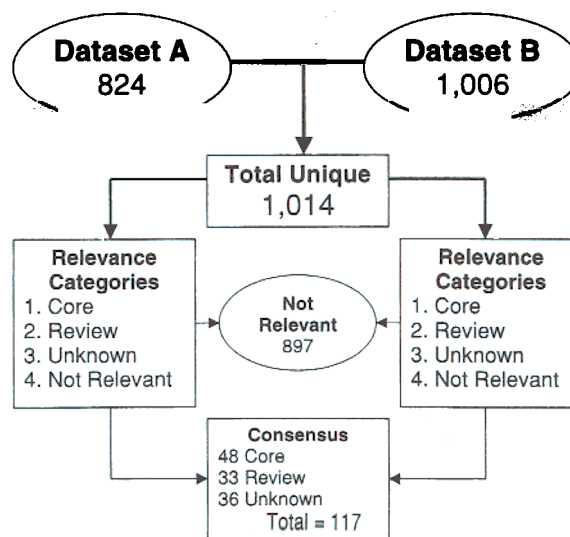 Dataset A
824
Dataset B
1,006
Total Unique
1,014
Relevance
Categories
1. Core
2. Review
3. Unknown
4. Not Relevant
Not
Relevant
897
Relevance
Categories
1. Core
2. Review
3. Unknown
4. Not Relevant
Consensus
48 Core
33 Review
36 Unknown
Total = 117